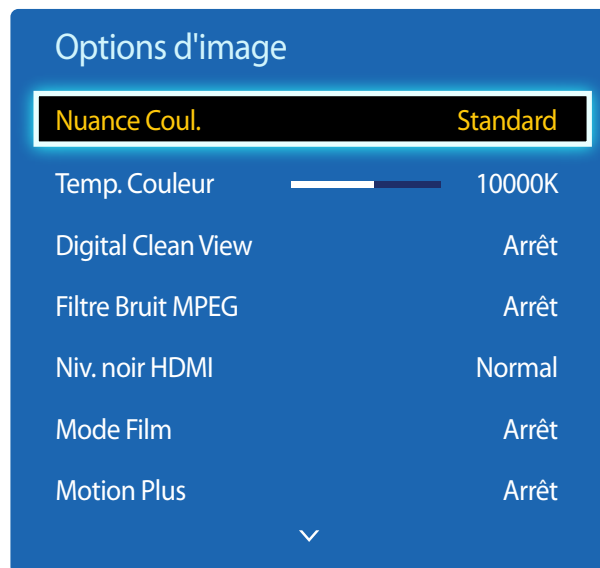 Options d'image
Nuance Coul. Standard
Temp. Couleur 10000K
Digital Clean View Arrêt
Filtre Bruit MPEG Arrêt
Niv. noir HDMI Normal
Mode Film Arrêt
Motion Plus Arrêt